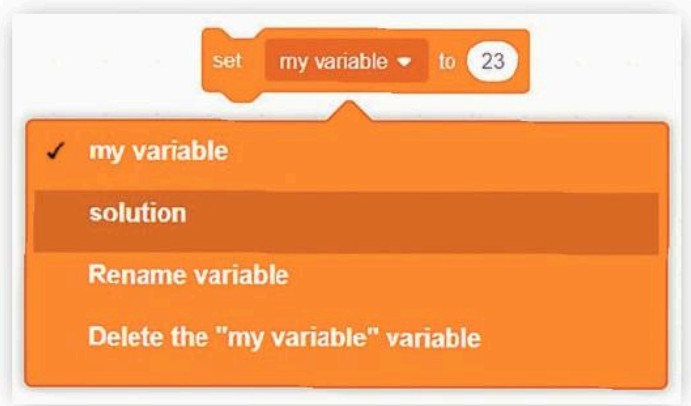 set my variable to 23
✓ my variable
solution
Rename variable
Delete the "my variable" variable